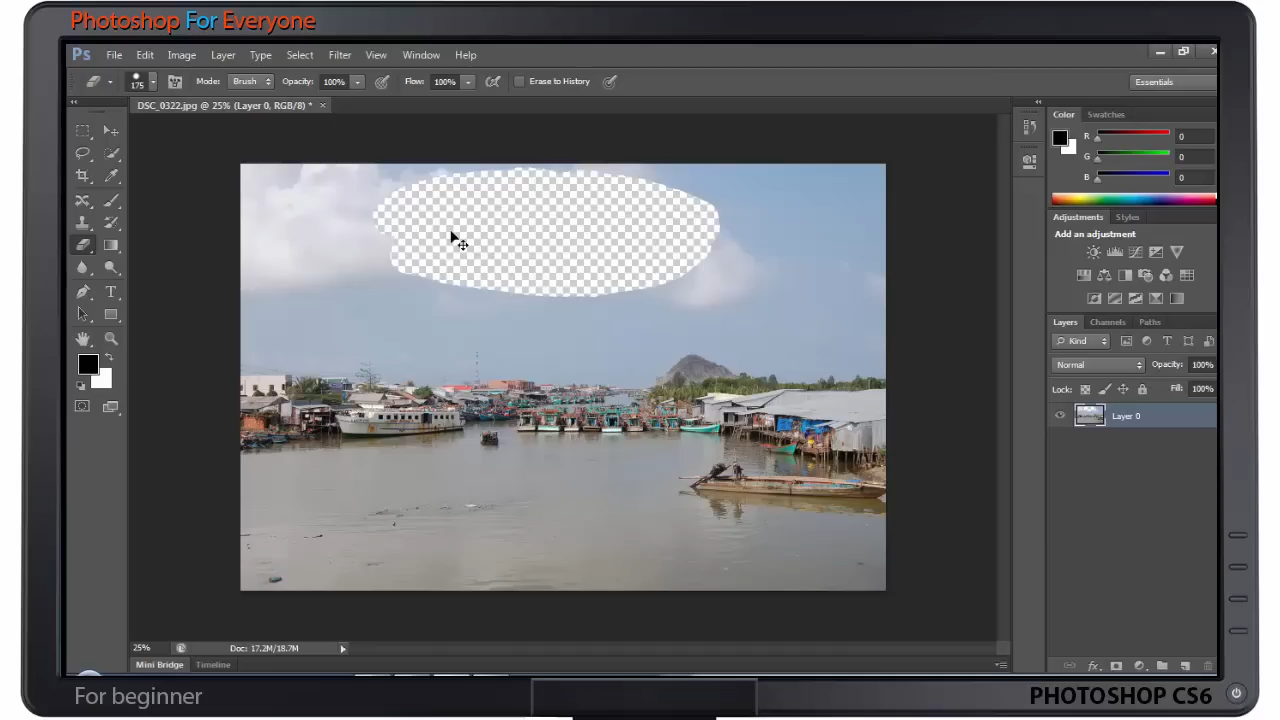 Photoshop For Everyone
Ps File Edit Image Layer Type Select Filter View Window Help
175 Mode: Brush Opacity: 100% Flow: 100% Erase to History Essentials
DSC_0322.jpg @ 25% (Layer 0, RGB/8) * ×
Color Swatches
R 0
G 0
B 0
Adjustments Styles
Add an adjustment
Layers Channels Paths
Kind
Normal Opacity: 100%
Lock: Fill: 100%
Layer 0
T
25% Doc: 17.2M/18.7M
Mini Bridge Timeline
fx
For beginner
PHOTOSHOP CS6